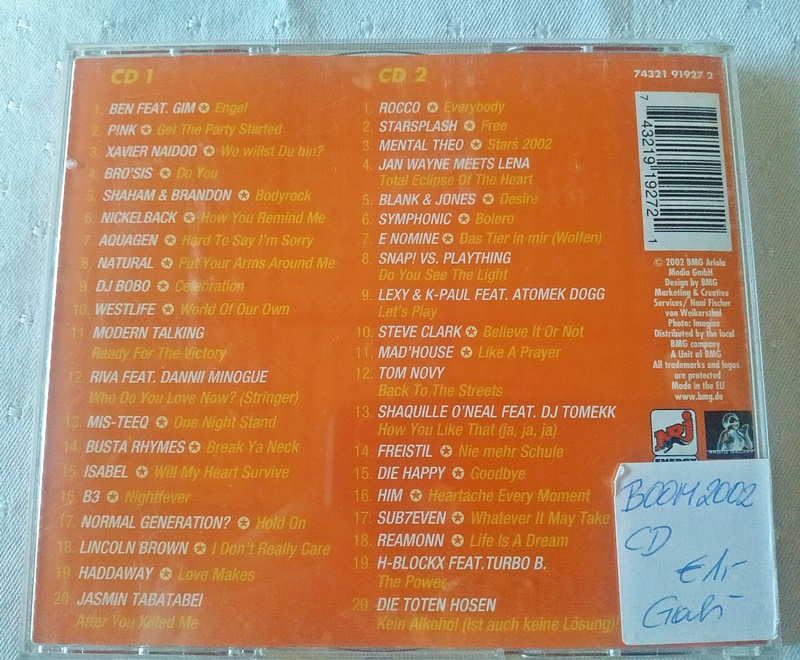 CD 1
1. BEN FEAT. GIM ✪ Engel
2. P!NK ✪ Get The Party Started
3. XAVIER NAIDOO ✪ Wo willst Du hin?
4. BRO'SIS ✪ Do You
5. SHAHAM & BRANDON ✪ Bodyrock
6. NICKELBACK ✪ How You Remind Me
7. AQUAGEN ✪ Hard To Say I'm Sorry
8. NATURAL ✪ Put Your Arms Around Me
9. DJ BOBO ✪ Celebration
10. WESTLIFE ✪ World Of Our Own
11. MODERN TALKING
Ready For The Victory
12. RIVA FEAT. DANNII MINOGUE
Who Do You Love Now? (Stringer)
13. MIS-TEEQ ✪ One Night Stand
14. BUSTA RHYMES ✪ Break Ya Neck
15. ISABEL ✪ Will My Heart Survive
16. B3 ✪ Nightfever
17. NORMAL GENERATION? ✪ Hold On
18. LINCOLN BROWN ✪ I Don't Really Care
19. HADDAWAY ✪ Love Makes
20. JASMIN TABATABEI
After You Killed Me
CD 2
1. ROCCO ✪ Everybody
2. STARSPLASH ✪ Free
3. MENTAL THEO ✪ Stars 2002
4. JAN WAYNE MEETS LENA
Total Eclipse Of The Heart
5. BLANK & JONES ✪ Desire
6. SYMPHONIC ✪ Bolero
7. E NOMINE ✪ Das Tier in mir (Wolfen)
8. SNAP! VS. PLAYTHING
Do You See The Light
9. LEXY & K-PAUL FEAT. ATOMEK DOGG
Let's Play
10. STEVE CLARK ✪ Believe It Or Not
11. MAD'HOUSE ✪ Like A Prayer
12. TOM NOVY
Back To The Streets
13. SHAQUILLE O'NEAL FEAT. DJ TOMEKK
How You Like That (ja, ja, ja)
14. FREISTIL ✪ Nie mehr Schule
15. DIE HAPPY ✪ Goodbye
16. HIM ✪ Heartache Every Moment
17. SUB7EVEN ✪ Whatever It May Take
18. REAMONN ✪ Life Is A Dream
19. H-BLOCKX FEAT.TURBO B.
The Power
20. DIE TOTEN HOSEN
Kein Alkohol (ist auch keine Lösung)!
74321 91927 2
7 43219 19272 1
© 2002 BMG Ariola
Media GmbH
Design by BMG
Marketing & Creative
Services/ Nani Fischer
von Welkersthal
Photo: Imagine
Distributed by the local
BMG company
A Unit of BMG
All trademarks and logos
are protected
Made in the EU
www.bmg.de
NRJ
ENERGY
BOOM 2002
CD
€ 1,-